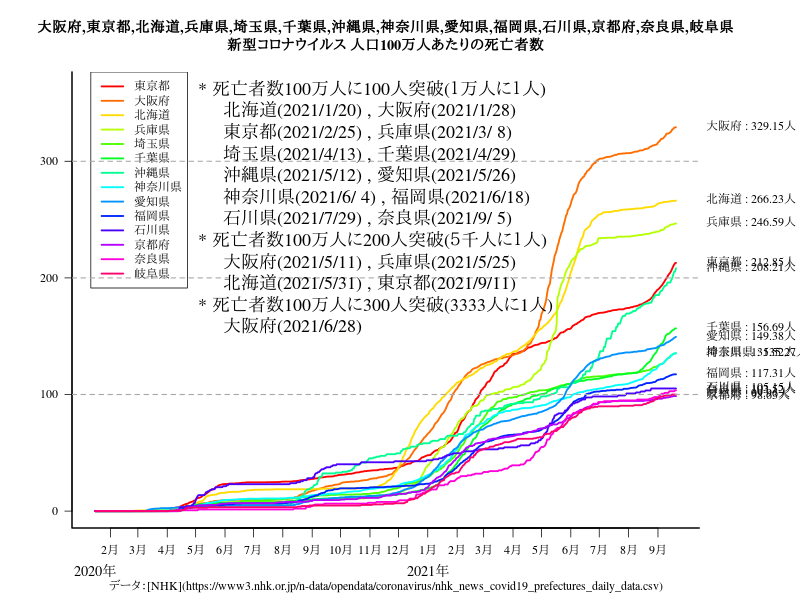 大阪府,東京都,北海道,兵庫県,埼玉県,千葉県,沖縄県,神奈川県,愛知県,福岡県,石川県,京都府,奈良県,岐阜県
新型コロナウイルス 人口100万人あたりの死亡者数
東京都
大阪府
北海道
兵庫県
埼玉県
千葉県
沖縄県
神奈川県
愛知県
福岡県
石川県
京都府
奈良県
岐阜県
* 死亡者数100万人に100人突破(1万人に1人)
北海道(2021/1/20) , 大阪府(2021/1/28)
東京都(2021/2/25) , 兵庫県(2021/3/ 8)
埼玉県(2021/4/13) , 千葉県(2021/4/29)
沖縄県(2021/5/12) , 愛知県(2021/5/26)
神奈川県(2021/6/ 4) , 福岡県(2021/6/18)
石川県(2021/7/29) , 奈良県(2021/9/ 5)
* 死亡者数100万人に200人突破(5千人に1人)
大阪府(2021/5/11) , 兵庫県(2021/5/25)
北海道(2021/5/31) , 東京都(2021/9/11)
* 死亡者数100万人に300人突破(3333人に1人)
大阪府(2021/6/28)
大阪府 : 329.15人
北海道 : 266.23人
兵庫県 : 246.59人
東京都 : 212.85人
沖縄県 : 208.21人
千葉県 : 156.69人
愛知県 : 149.38人
福岡県 : 117.31人
石川県 : 105.45人
京都府 : 98.69人
300
200
100
0
2月 3月 4月 5月 6月 7月 8月 9月 10月 11月 12月 1月 2月 3月 4月 5月 6月 7月 8月 9月
2020年 2021年
データ:[NHK](https://www3.nhk.or.jp/n-data/opendata/coronavirus/nhk_news_covid19_prefectures_daily_data.csv)